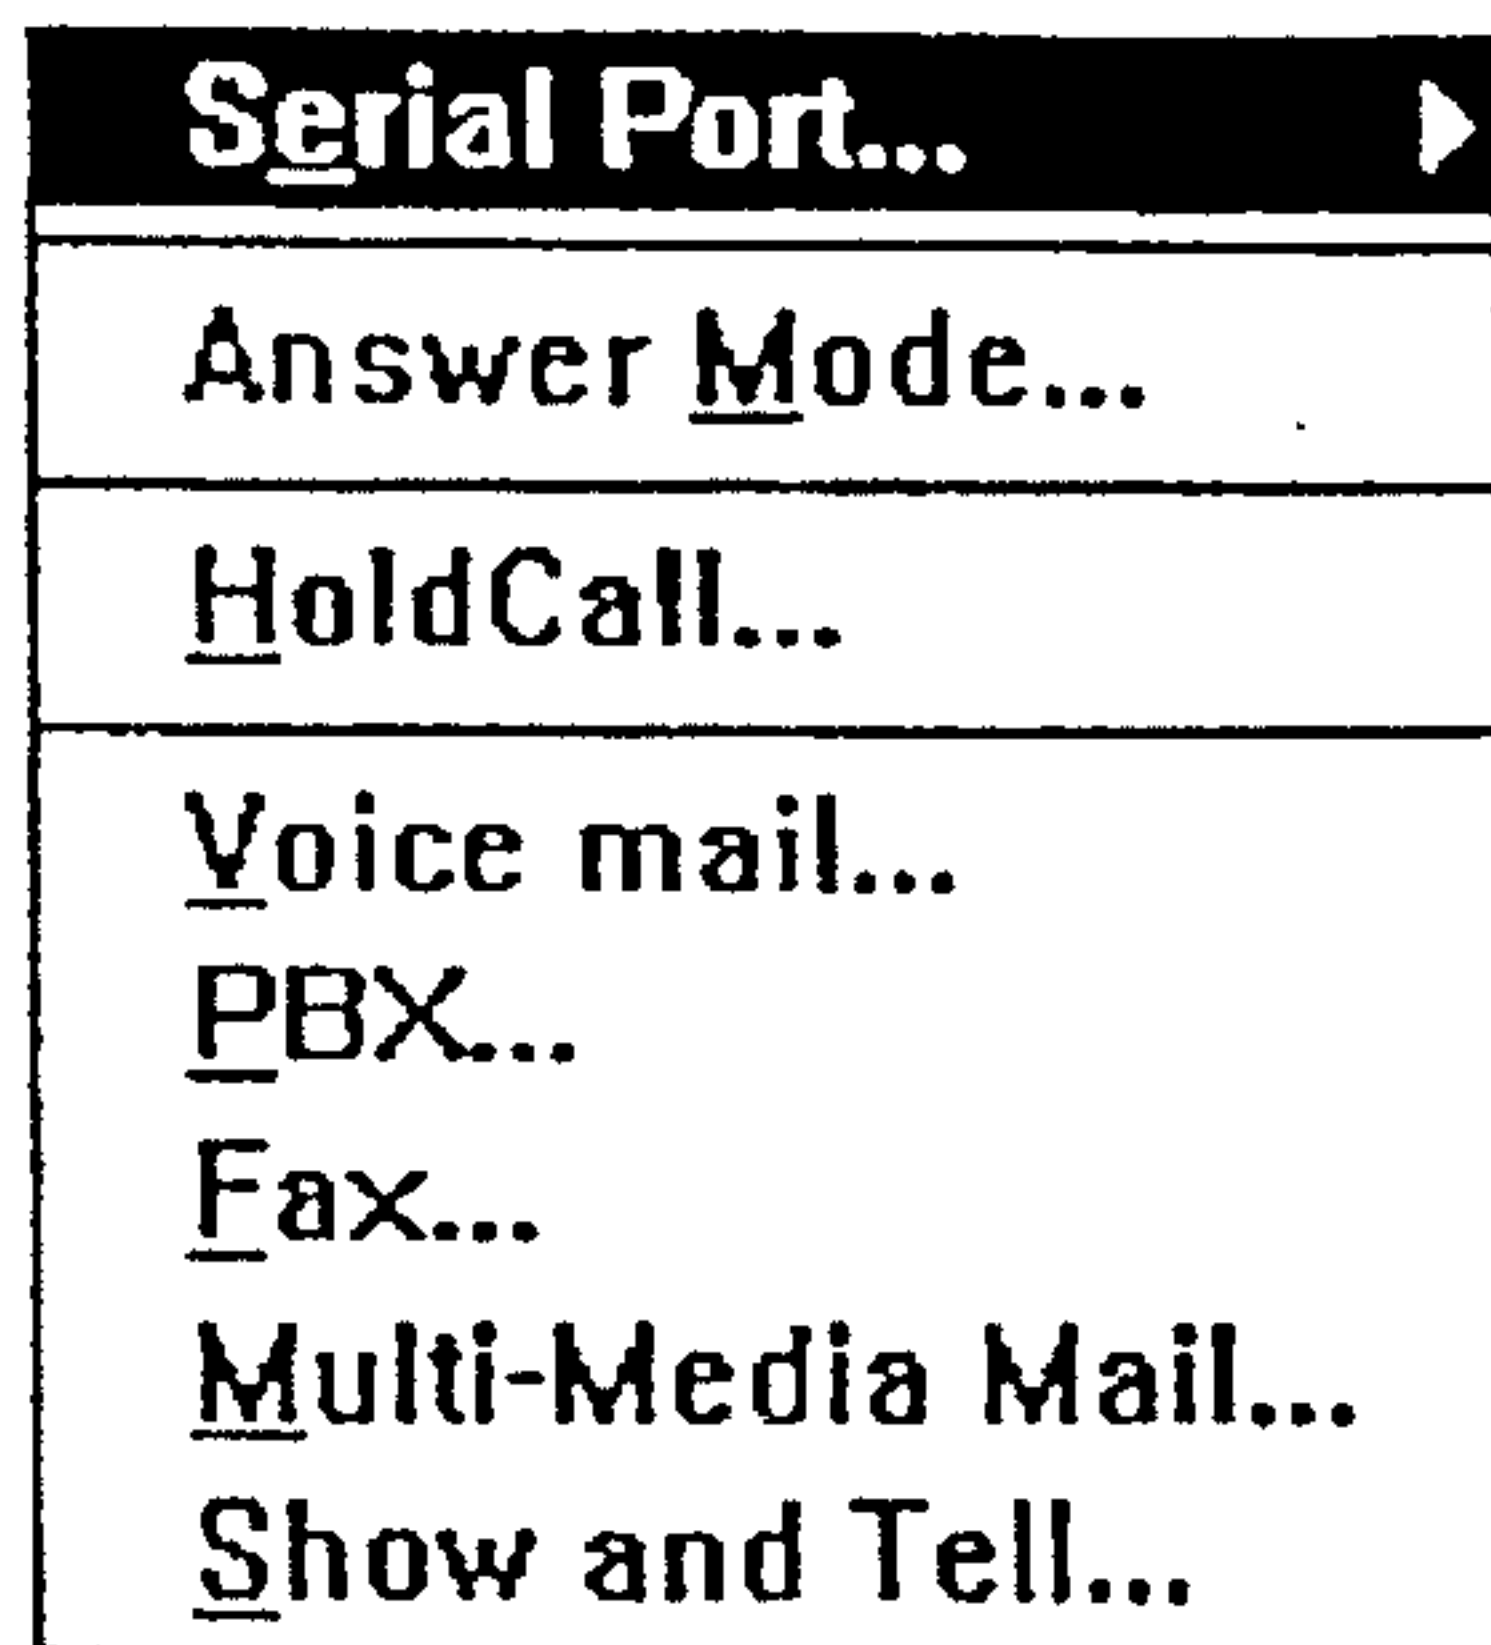 Serial Port...
Answer Mode...
HoldCall...
Voice mail...
PBX...
Fax...
Multi-Media Mail...
Show and Tell...